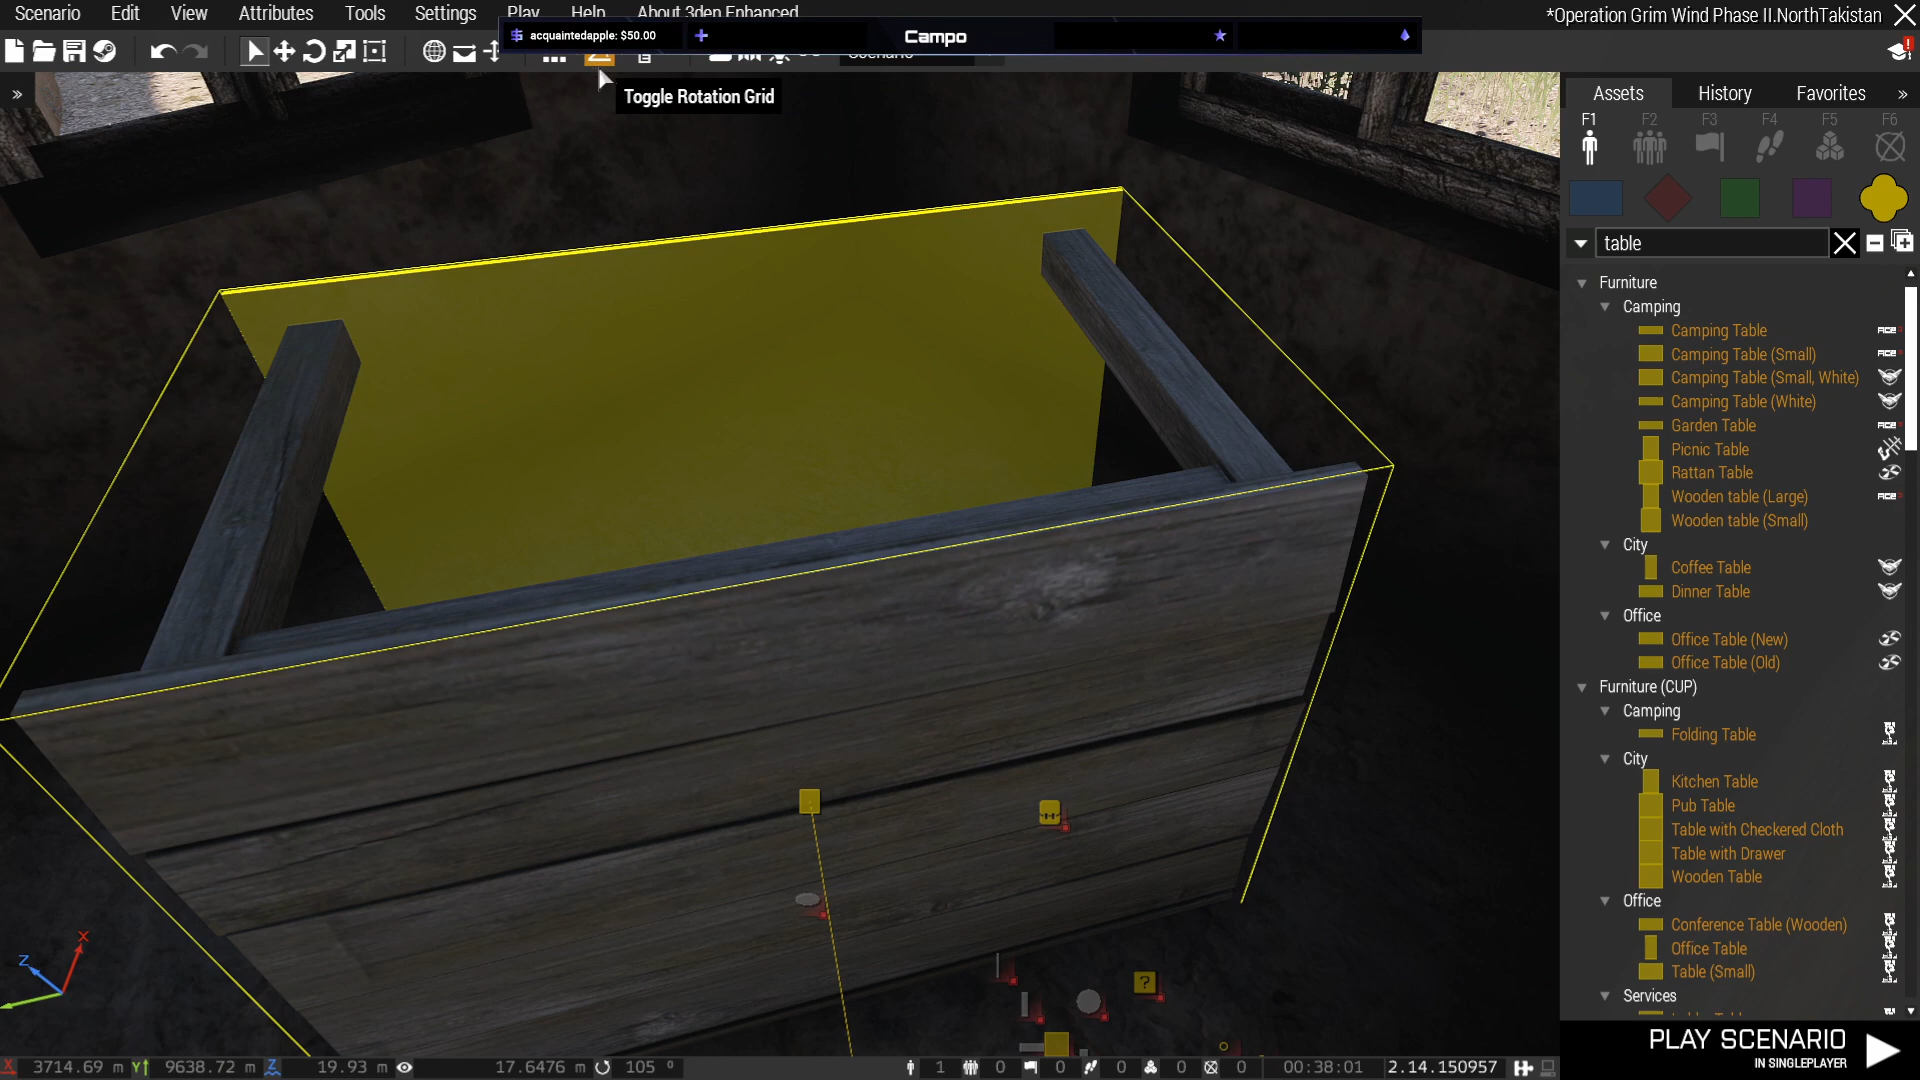 Scenario Edit View Attributes Tools Settings Play Help About 3den Enhanced
*Operation Grim Wind Phase II.NorthTakistan
acquaintedapple: $50.00
Campo
Scenario
Toggle Rotation Grid
Assets History Favorites
F1 F2 F3 F4 F5 F6
table
Furniture
Camping
Camping Table
Camping Table (Small)
Camping Table (Small, White)
Camping Table (White)
Garden Table
Picnic Table
Rattan Table
Wooden table (Large)
Wooden table (Small)
City
Coffee Table
Dinner Table
Office
Office Table (New)
Office Table (Old)
Furniture (CUP)
Camping
Folding Table
City
Kitchen Table
Pub Table
Table with Checkered Cloth
Table with Drawer
Wooden Table
Office
Conference Table (Wooden)
Office Table
Table (Small)
Services
X
Z
?
PLAY SCENARIO
IN SINGLEPLAYER
X 3714.69 m Y 9638.72 m Z 19.93 m 17.6476 m 105 ° 1 0 0 0 0 0 00:38:01 2.14.150957